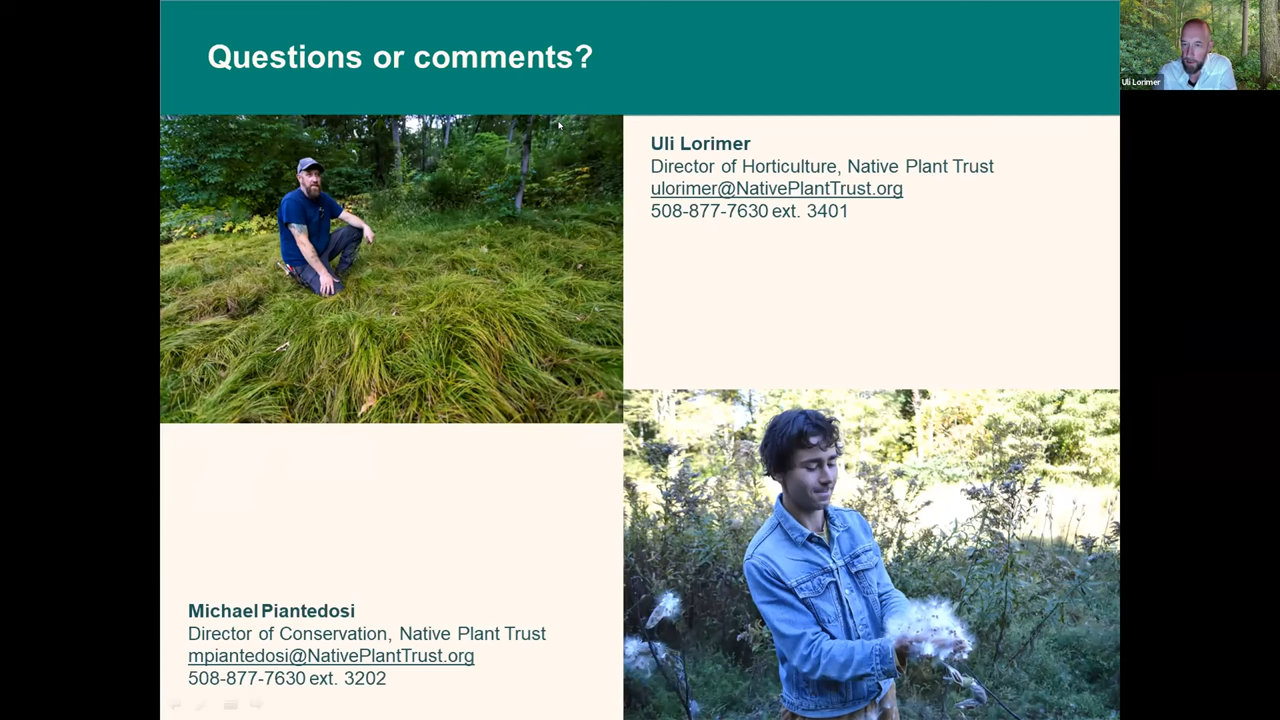 Questions or comments?
Uli Lorimer
Uli Lorimer
Director of Horticulture, Native Plant Trust
ulorimer@NativePlantTrust.org
508-877-7630 ext. 3401
Michael Piantedosi
Director of Conservation, Native Plant Trust
mpiantedosi@NativePlantTrust.org
508-877-7630 ext. 3202